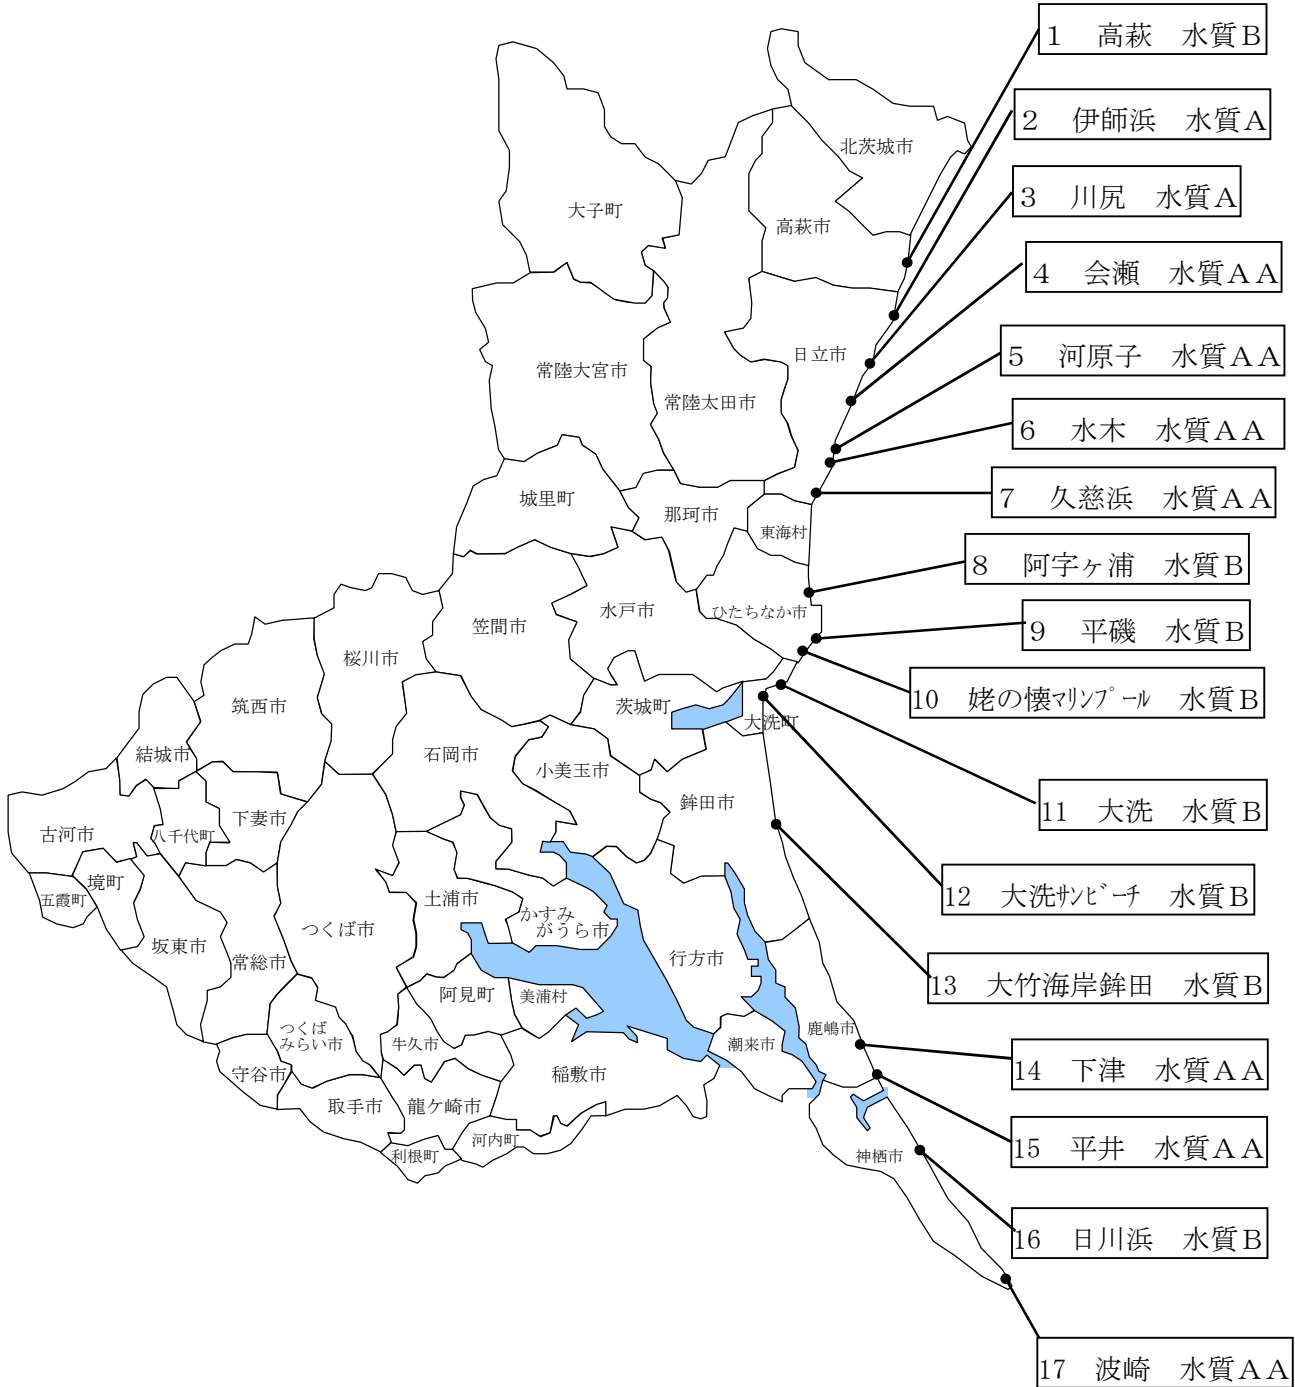 1　高萩　水質Ｂ
2　伊師浜　水質Ａ
3　川尻　水質Ａ
4　会瀬　水質ＡＡ
5　河原子　水質ＡＡ
6　水木　水質ＡＡ
7　久慈浜　水質ＡＡ
8　阿字ヶ浦　水質Ｂ
9　平磯　水質Ｂ
10　姥の懐ﾏﾘﾝﾌﾟｰﾙ　水質Ｂ
11　大洗　水質Ｂ
12　大洗ｻﾝﾋﾞｰﾁ　水質Ｂ
13　大竹海岸鉾田　水質Ｂ
14　下津　水質ＡＡ
15　平井　水質ＡＡ
16　日川浜　水質Ｂ
17　波崎　水質ＡＡ
北茨城市
大子町
高萩市
日立市
常陸大宮市
常陸太田市
城里町
那珂市
東海村
ひたちなか市
水戸市
笠間市
桜川市
筑西市
茨城町
大洗町
結城市
石岡市
小美玉市
鉾田市
古河市
八千代町
下妻市
五霞町
境町
坂東市
常総市
つくば市
土浦市
かすみ
がうら市
行方市
阿見町
美浦村
つくば
みらい市
牛久市
潮来市
鹿嶋市
守谷市
取手市
龍ケ崎市
稲敷市
利根町
河内町
神栖市